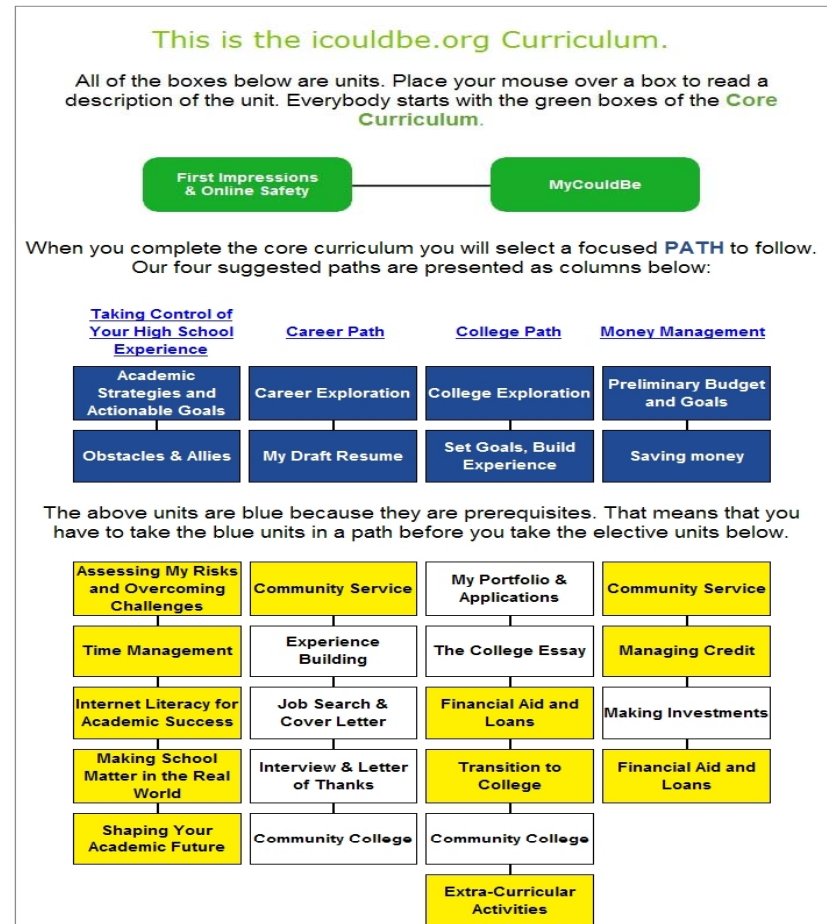 This is the icouldbe.org Curriculum.
All of the boxes below are units. Place your mouse over a box to read a
description of the unit. Everybody starts with the green boxes of the Core
Curriculum.
First Impressions
& Online Safety
MyCouldBe
When you complete the core curriculum you will select a focused PATH to follow.
Our four suggested paths are presented as columns below:
Taking Control of
Your High School
Experience
Career Path
College Path
Money Management
Academic
Strategies and
Actionable Goals
Career Exploration
College Exploration
Preliminary Budget
and Goals
Obstacles & Allies
My Draft Resume
Set Goals, Build
Experience
Saving money
The above units are blue because they are prerequisites. That means that you
have to take the blue units in a path before you take the elective units below.
Assessing My Risks
and Overcoming
Challenges
Community Service
My Portfolio &
Applications
Community Service
Time Management
Experience
Building
The College Essay
Managing Credit
Internet Literacy for
Academic Success
Job Search &
Cover Letter
Financial Aid and
Loans
Making Investments
Making School
Matter in the Real
World
Interview & Letter
of Thanks
Transition to
College
Financial Aid and
Loans
Shaping Your
Academic Future
Community College
Community College
Extra-Curricular
Activities